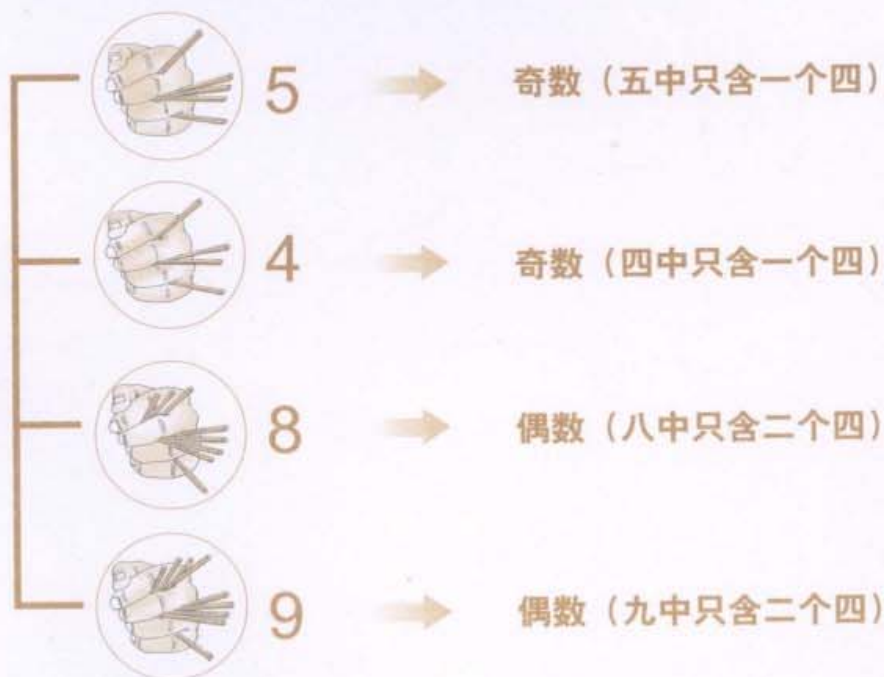 5 奇数（五中只含一个四）
4 奇数（四中只含一个四）
8 偶数（八中只含二个四）
9 偶数（九中只含二个四）